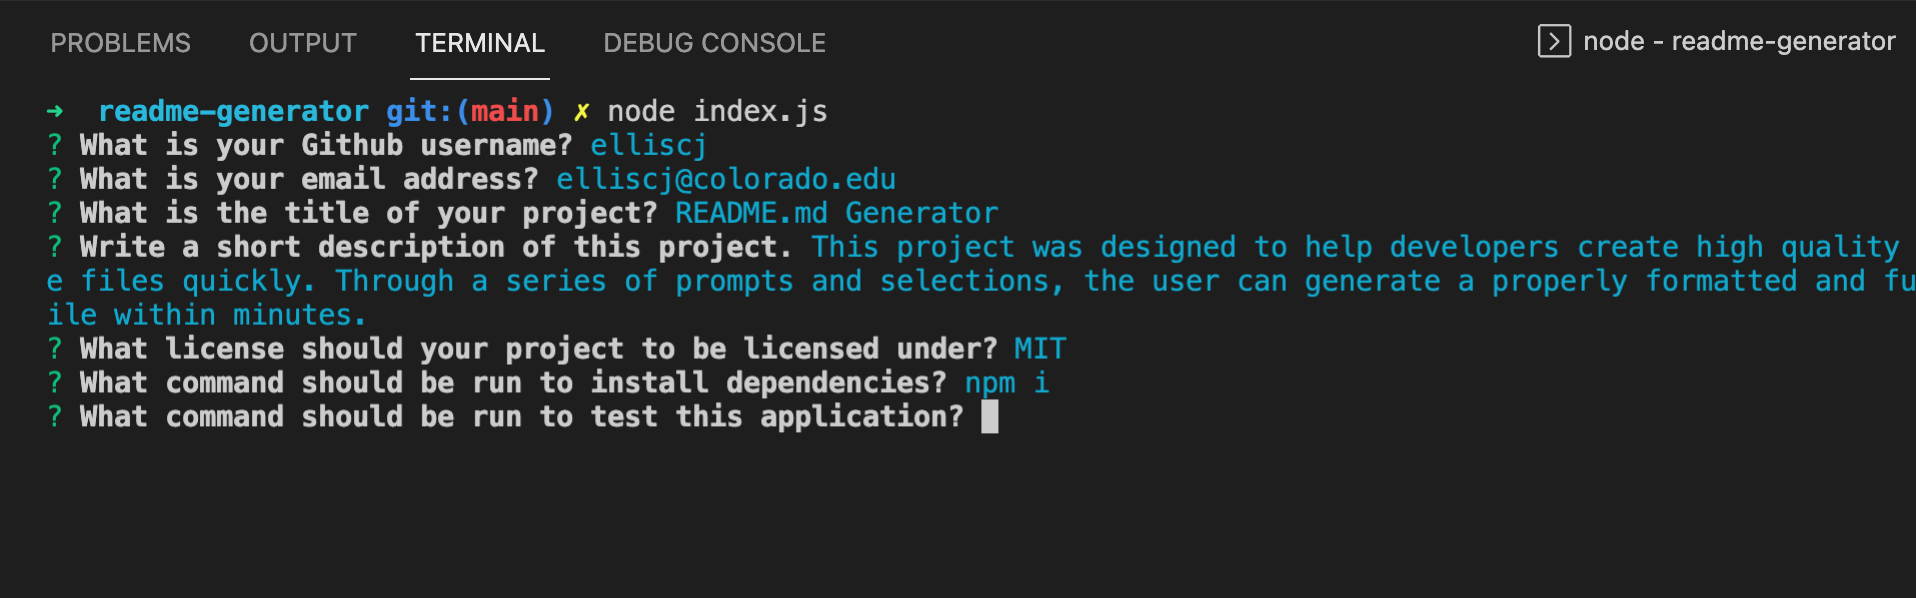 PROBLEMS OUTPUT TERMINAL DEBUG CONSOLE node - readme-generator
➜ readme-generator git:(main) ✗ node index.js
? What is your Github username? elliscj
? What is your email address? elliscj@colorado.edu
? What is the title of your project? README.md Generator
? Write a short description of this project. This project was designed to help developers create high quality
e files quickly. Through a series of prompts and selections, the user can generate a properly formatted and fu
ile within minutes.
? What license should your project to be licensed under? MIT
? What command should be run to install dependencies? npm i
? What command should be run to test this application?